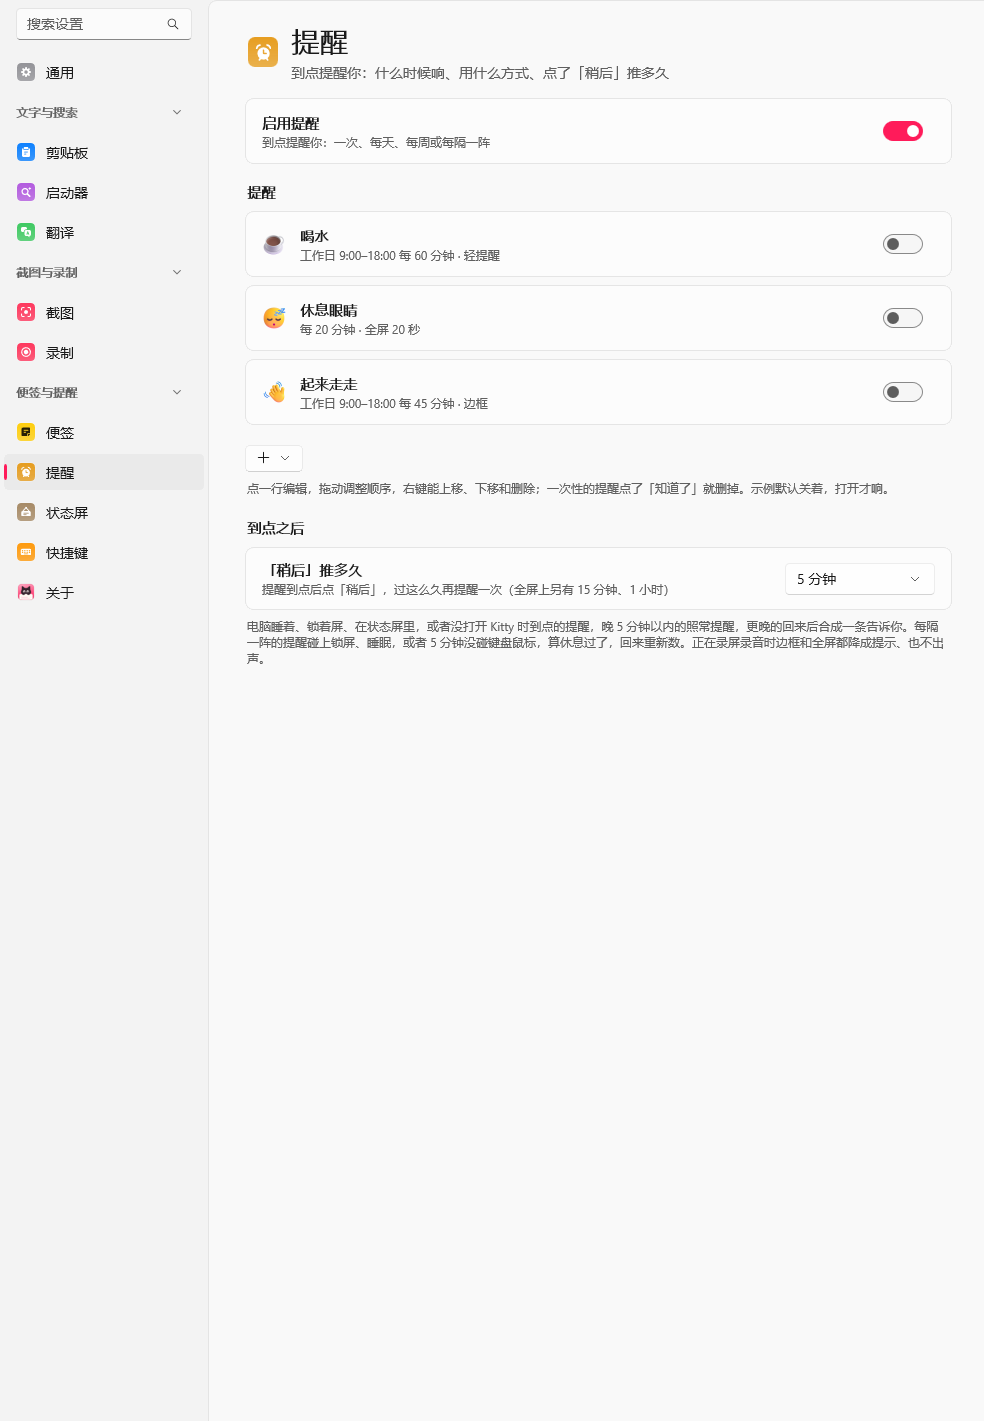 搜索设置
通用
文字与搜索
剪贴板
启动器
翻译
截图与录制
截图
录制
便签与提醒
便签
提醒
状态屏
快捷键
关于
提醒
到点提醒你：什么时候响、用什么方式、点了「稍后」推多久
启用提醒
到点提醒你：一次、每天、每周或每隔一阵
提醒
喝水
工作日 9:00–18:00 每 60 分钟 · 轻提醒
休息眼睛
每 20 分钟 · 全屏 20 秒
起来走走
工作日 9:00–18:00 每 45 分钟 · 边框
点一行编辑，拖动调整顺序，右键能上移、下移和删除；一次性的提醒点了「知道了」就删掉。示例默认关着，打开才响。
到点之后
「稍后」推多久
提醒到点后点「稍后」，过这么久再提醒一次（全屏上另有 15 分钟、1 小时）
5 分钟
电脑睡着、锁着屏、在状态屏里，或者没打开 Kitty 时到点的提醒，晚 5 分钟以内的照常提醒，更晚的回来后合成一条告诉你。每隔
一阵的提醒碰上锁屏、睡眠，或者 5 分钟没碰键盘鼠标，算休息过了，回来重新数。正在录屏录音时边框和全屏都降成提示、也不出
声。